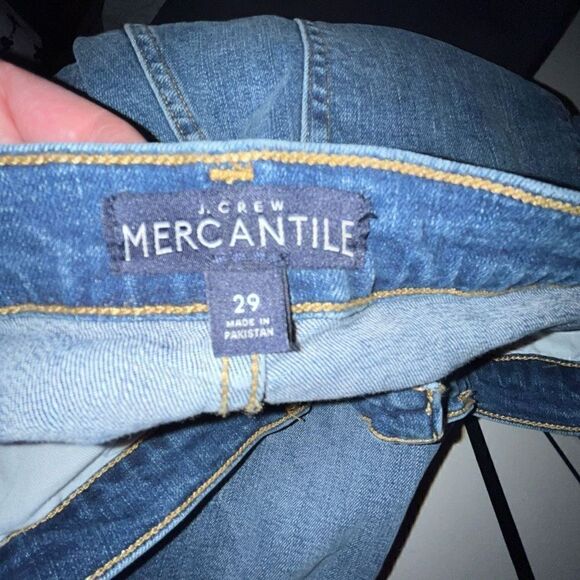 J.CREW
MERCANTILE
29
MADE IN
PAKISTAN